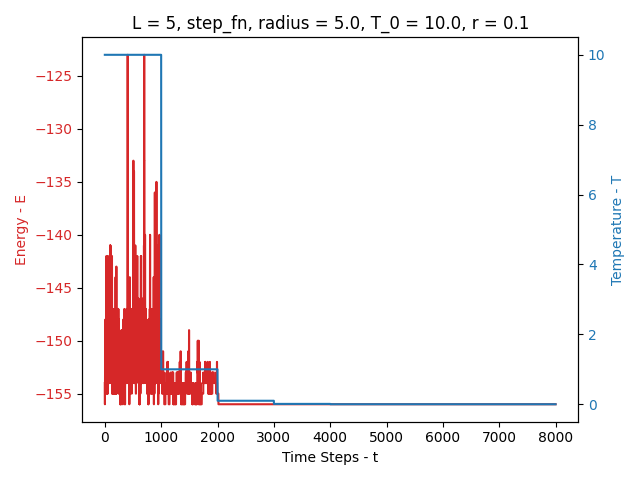 L = 5, step_fn, radius = 5.0, T_0 = 10.0, r = 0.1
Energy - E
−125
−130
−135
−140
−145
−150
−155
10
8
6
4
2
0
Temperature - T
0 1000 2000 3000 4000 5000 6000 7000 8000
Time Steps - t